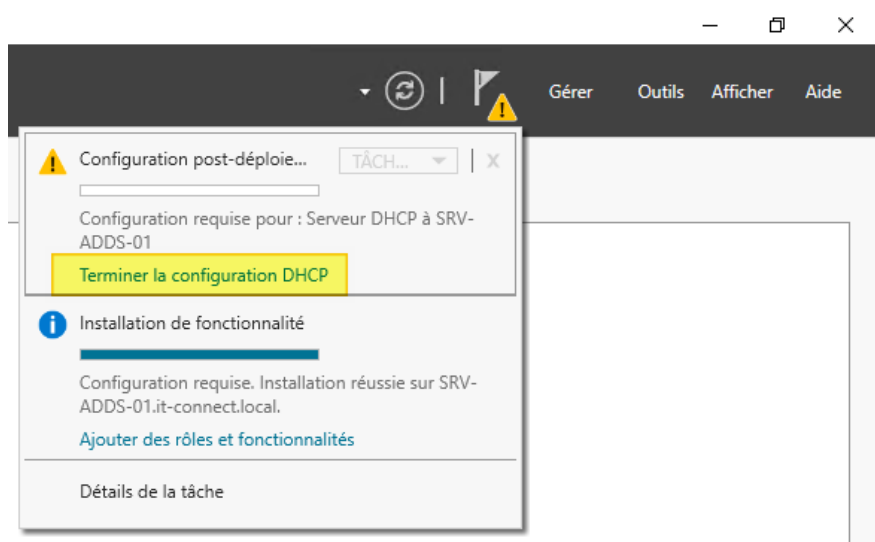 Gérer Outils Afficher Aide
Configuration post-déploie... TÂCH... X
Configuration requise pour : Serveur DHCP à SRV-
ADDS-01
Terminer la configuration DHCP
Installation de fonctionnalité
Configuration requise. Installation réussie sur SRV-
ADDS-01.it-connect.local.
Ajouter des rôles et fonctionnalités
Détails de la tâche